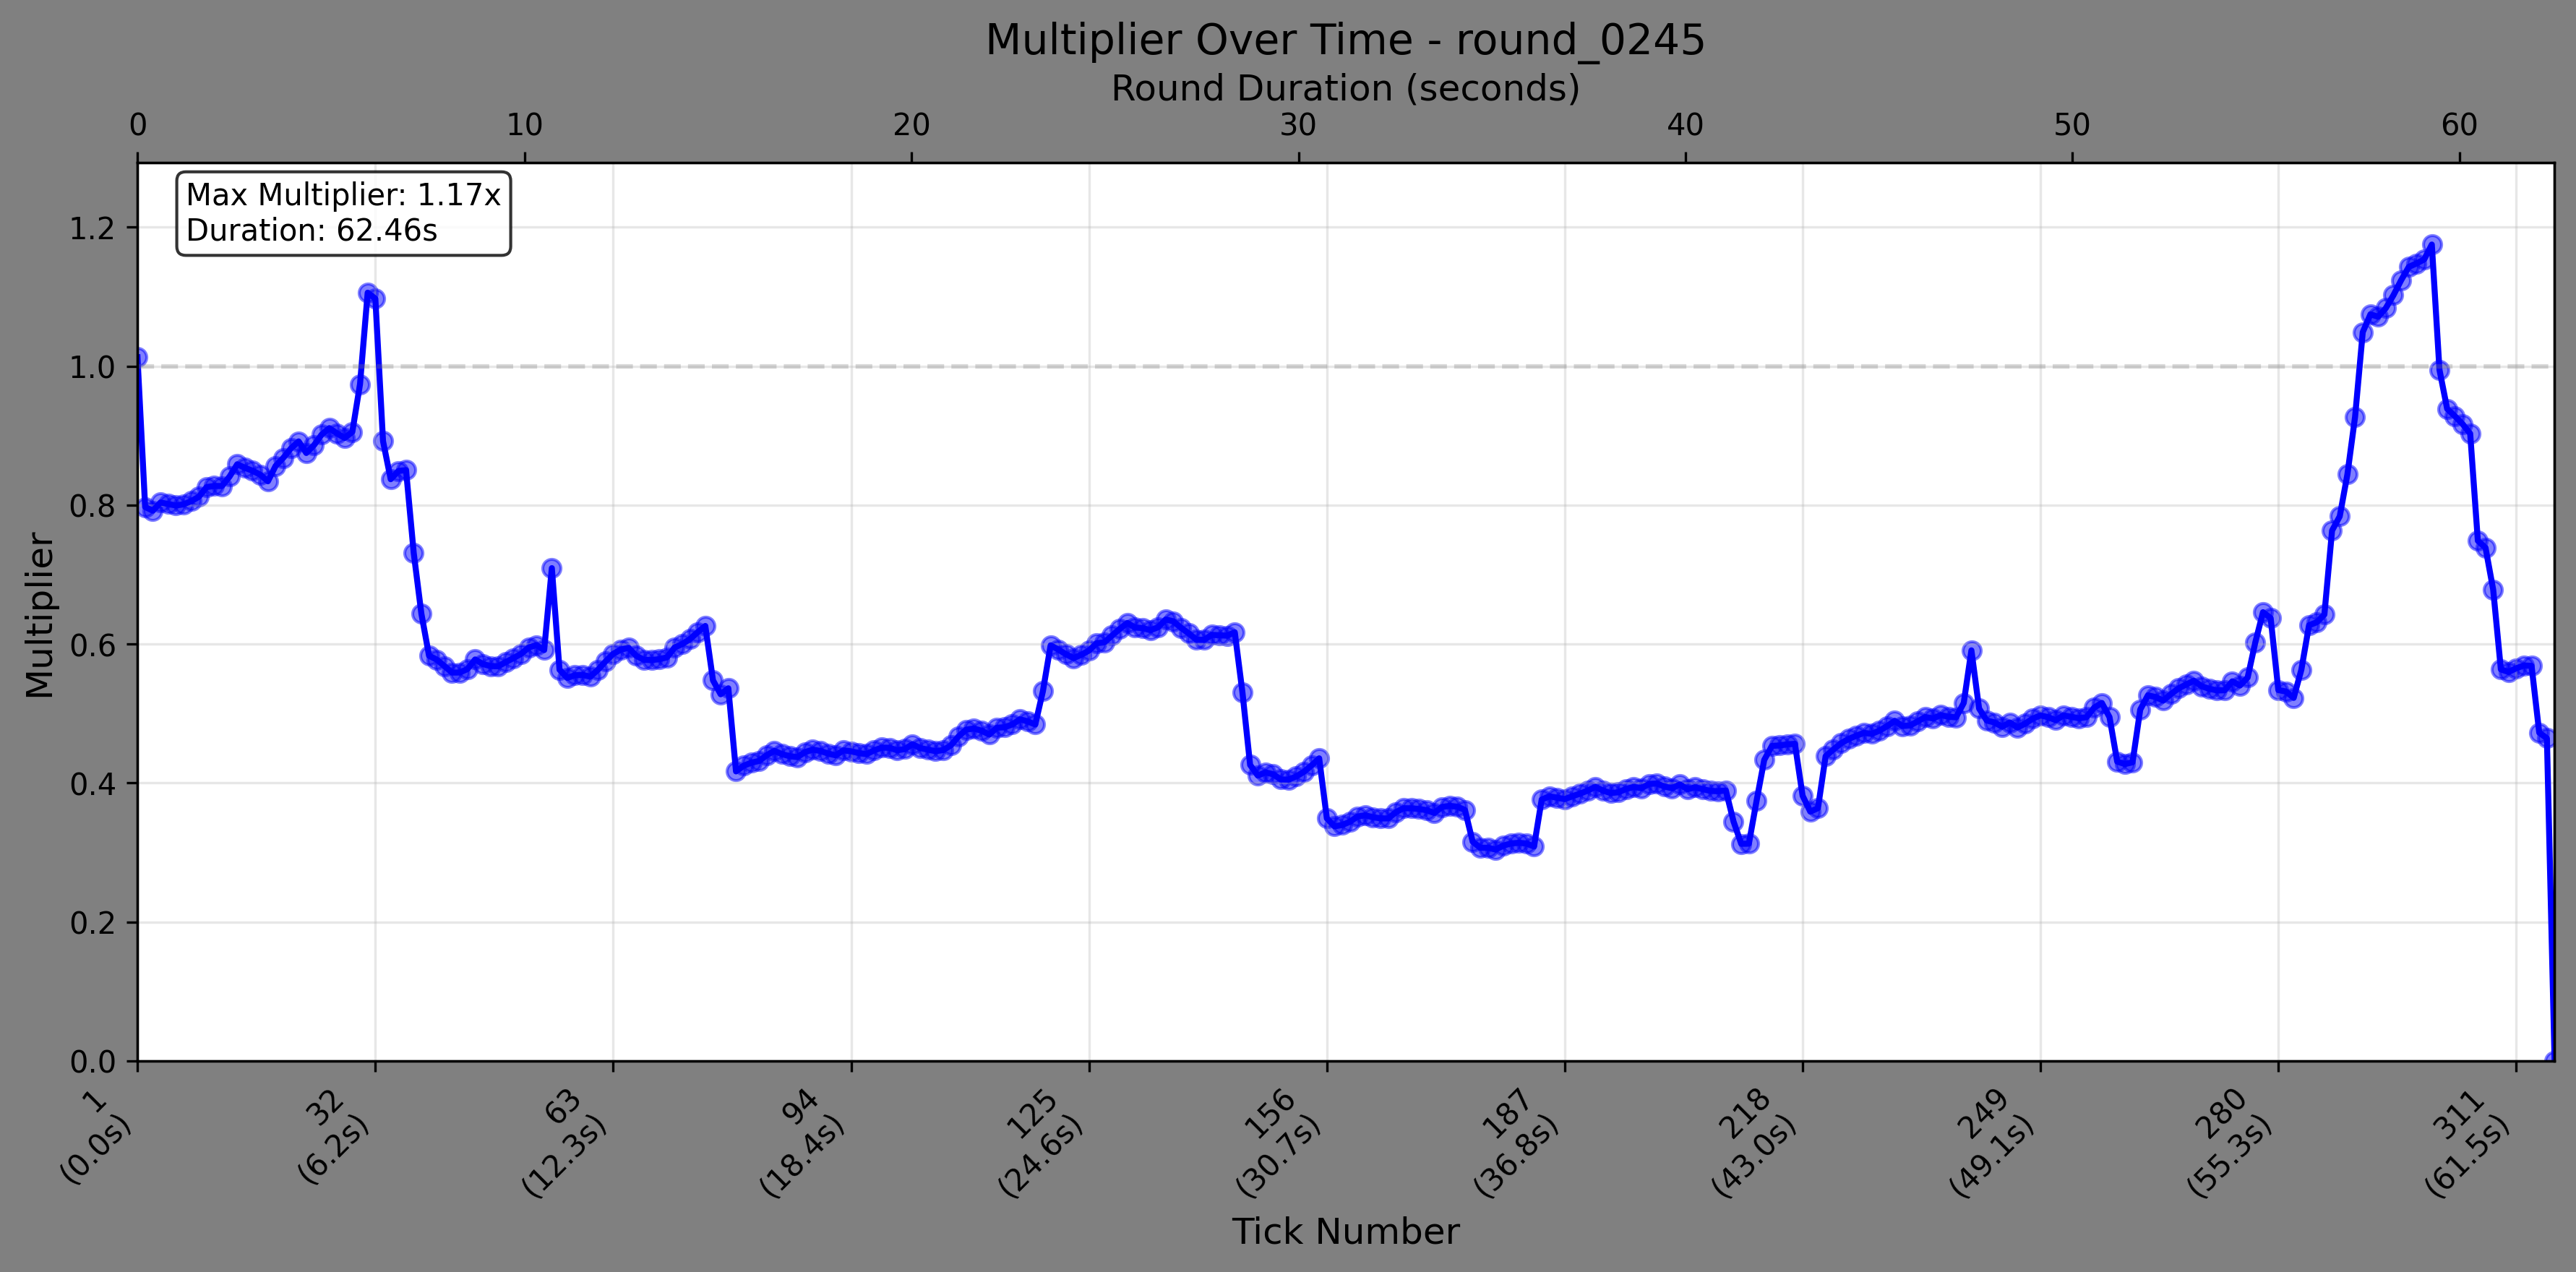 Multiplier Over Time - round_0245
Round Duration (seconds)
0 10 20 30 40 50 60
Max Multiplier: 1.17x
Duration: 62.46s
Multiplier
1.2
1.0
0.8
0.6
0.4
0.2
0.0
1
(0.0s)
32
(6.2s)
63
(12.3s)
94
(18.4s)
125
(24.6s)
156
(30.7s)
187
(36.8s)
218
(43.0s)
249
(49.1s)
280
(55.3s)
311
(61.5s)
Tick Number